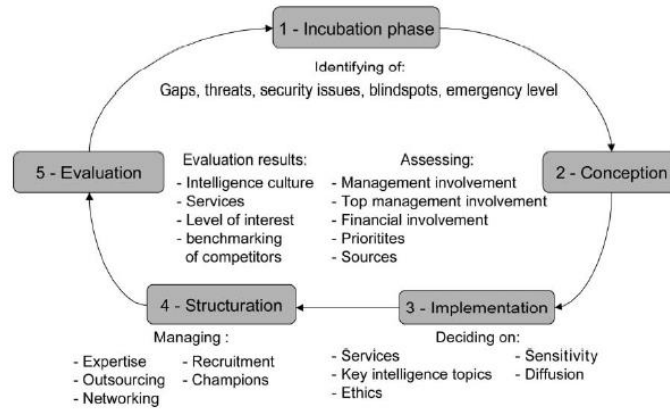 1 - Incubation phase
Identifying of:
Gaps, threats, security issues, blindspots, emergency level
5 - Evaluation
Evaluation results:
- Intelligence culture
- Services
- Level of interest
- benchmarking
of competitors
Assessing:
- Management involvement
- Top management involvement
- Financial involvement
- Prioritites
- Sources
2 - Conception
4 - Structuration
Managing :
- Expertise
- Outsourcing
- Networking
- Recruitment
- Champions
3 - Implementation
Deciding on:
- Services
- Key intelligence topics
- Ethics
- Sensitivity
- Diffusion